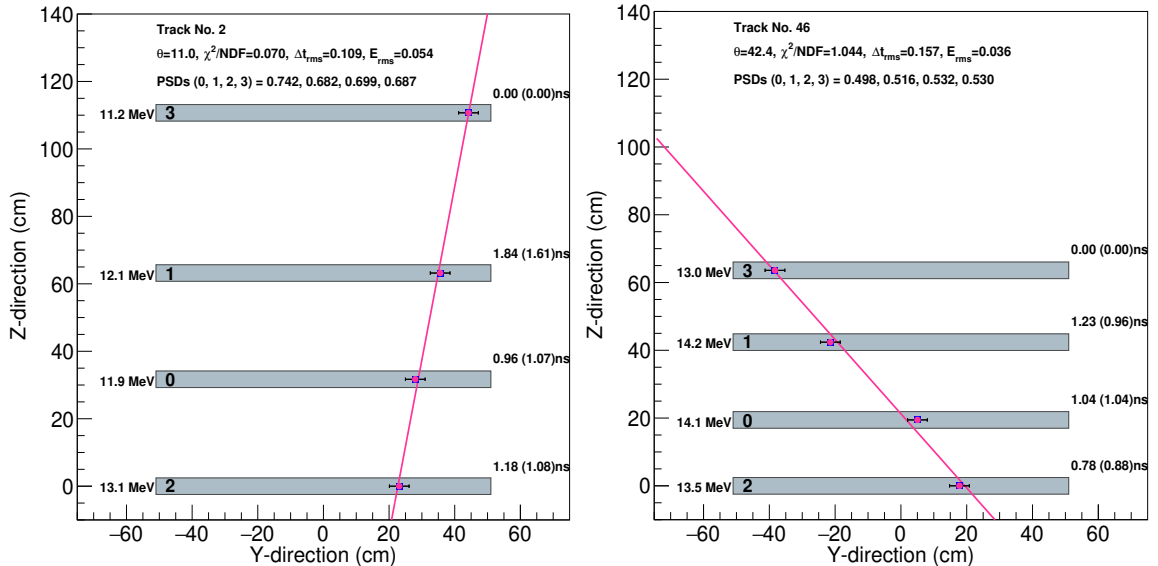 Track No. 2
θ=11.0, χ²/NDF=0.070, Δt_rms=0.109, E_rms=0.054
PSDs (0, 1, 2, 3) = 0.742, 0.682, 0.699, 0.687
0.00 (0.00)ns
11.2 MeV 3
1.84 (1.61)ns
12.1 MeV 1
0.96 (1.07)ns
11.9 MeV 0
1.18 (1.08)ns
13.1 MeV 2
140
120
100
80
60
40
20
0
−60 −40 −20 0 20 40 60
Y-direction (cm)
Z-direction (cm)
Track No. 46
θ=42.4, χ²/NDF=1.044, Δt_rms=0.157, E_rms=0.036
PSDs (0, 1, 2, 3) = 0.498, 0.516, 0.532, 0.530
0.00 (0.00)ns
13.0 MeV 3
1.23 (0.96)ns
14.2 MeV 1
1.04 (1.04)ns
14.1 MeV 0
0.78 (0.88)ns
13.5 MeV 2
140
120
100
80
60
40
20
0
−60 −40 −20 0 20 40 60
Y-direction (cm)
Z-direction (cm)